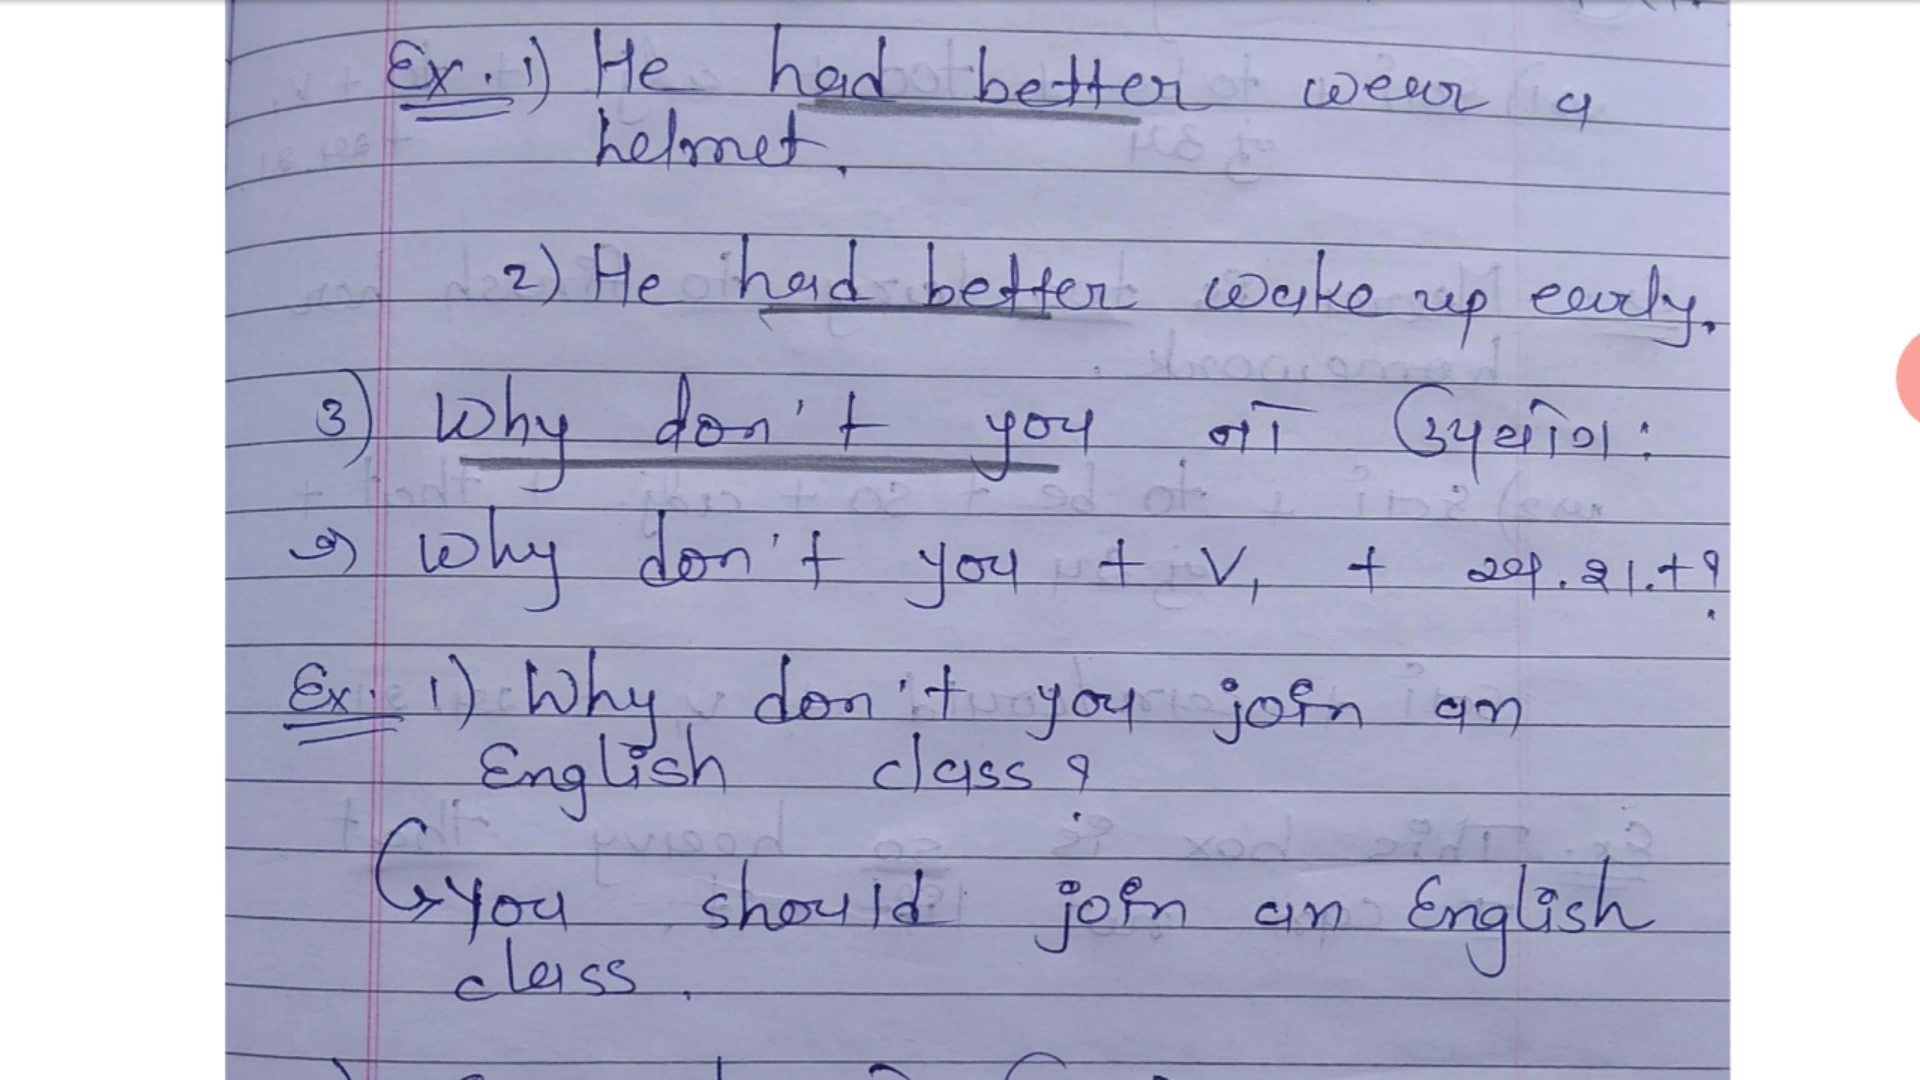 Ex. 1) He had better wear a
helmet.
2) He had better wake up early.
3) Why don't you નો ઉપયોગ:
→ Why don't you + V1 + અ.શ.+?
Ex. 1) Why don't you join an
English class?
↳ You should join an English
class.